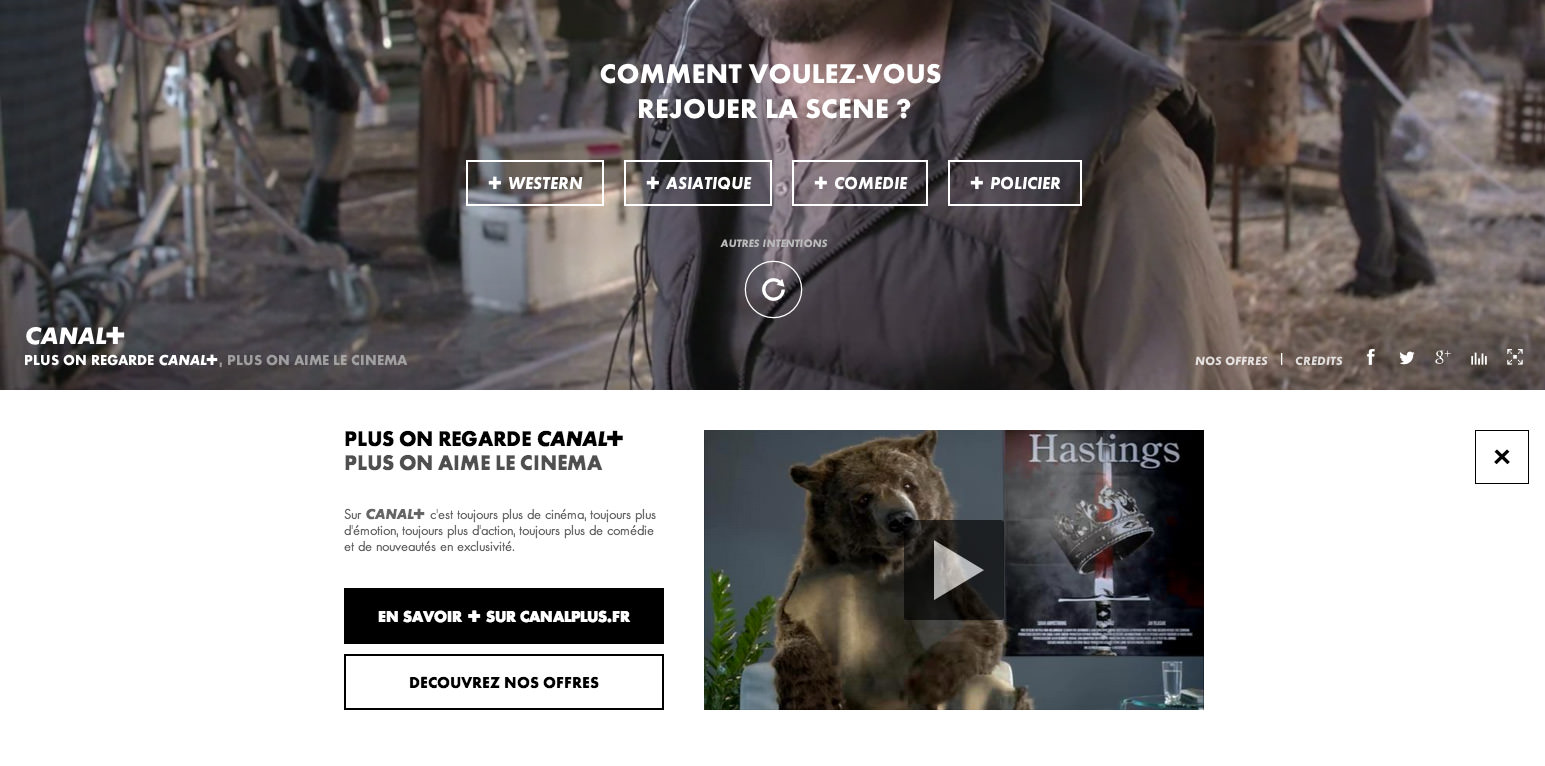 COMMENT VOULEZ-VOUS
REJOUER LA SCENE ?
+ WESTERN
+ ASIATIQUE
+ COMEDIE
+ POLICIER
AUTRES INTENTIONS
CANAL+
PLUS ON REGARDE CANAL+, PLUS ON AIME LE CINEMA
NOS OFFRES | CREDITS
PLUS ON REGARDE CANAL+
PLUS ON AIME LE CINEMA
Sur CANAL+ c'est toujours plus de cinéma, toujours plus
d'émotion, toujours plus d'action, toujours plus de comédie
et de nouveautés en exclusivité.
EN SAVOIR + SUR CANALPLUS.FR
DECOUVREZ NOS OFFRES
Hastings